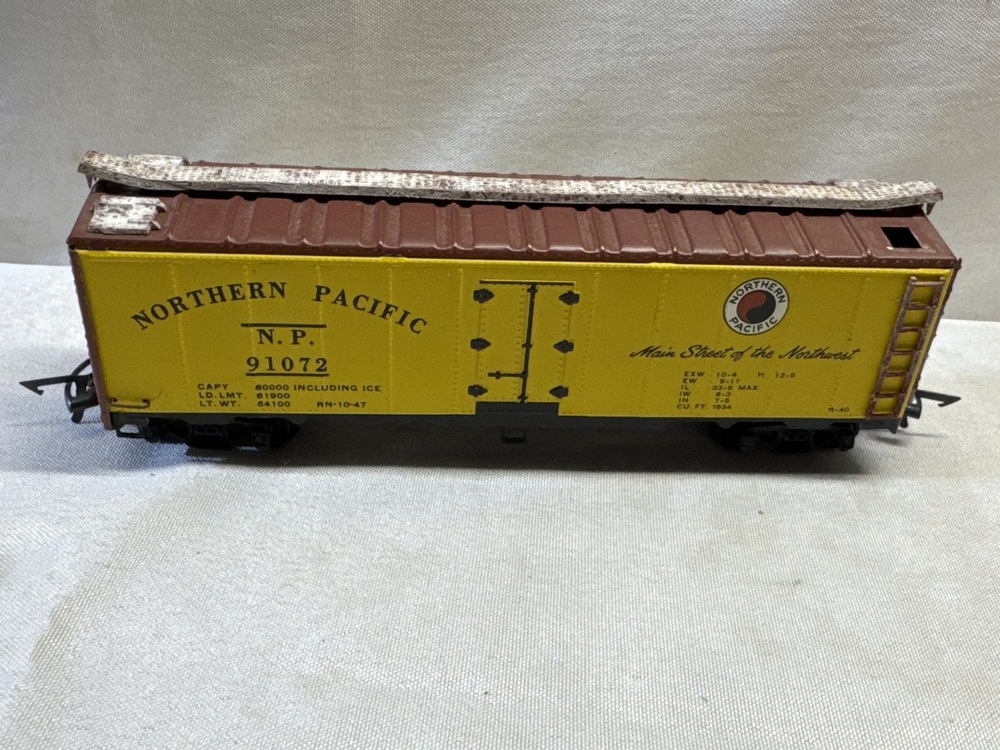 NORTHERN PACIFIC
N. P.
91072
CAPY 80000 INCLUDING ICE
LD. LMT. 81900
LT. WT. 54100 RN-10-47
NORTHERN
PACIFIC
Main Street of the Northwest
EXW 10-4 H 12-8
EW 9-11
IL 33-8 MAX.
IW 8-3
IH 7-5
CU. FT. 1834
R-40